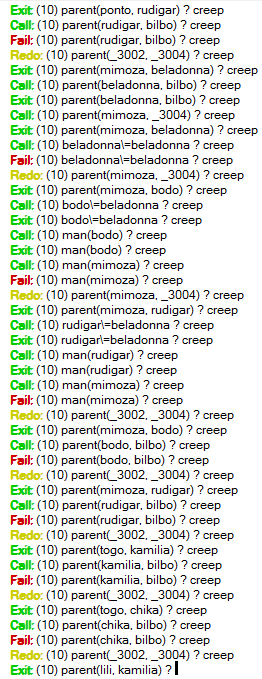 Exit: (10) parent(ponto, rudigar) ? creep
Call: (10) parent(rudigar, bilbo) ? creep
Fail: (10) parent(rudigar, bilbo) ? creep
Redo: (10) parent(_3002, _3004) ? creep
Exit: (10) parent(mimoza, beladonna) ? creep
Call: (10) parent(beladonna, bilbo) ? creep
Exit: (10) parent(beladonna, bilbo) ? creep
Call: (10) parent(mimoza, _3004) ? creep
Exit: (10) parent(mimoza, beladonna) ? creep
Call: (10) beladonna\=beladonna ? creep
Fail: (10) beladonna\=beladonna ? creep
Redo: (10) parent(mimoza, _3004) ? creep
Exit: (10) parent(mimoza, bodo) ? creep
Call: (10) bodo\=beladonna ? creep
Exit: (10) bodo\=beladonna ? creep
Call: (10) man(bodo) ? creep
Exit: (10) man(bodo) ? creep
Call: (10) man(mimoza) ? creep
Fail: (10) man(mimoza) ? creep
Redo: (10) parent(mimoza, _3004) ? creep
Exit: (10) parent(mimoza, rudigar) ? creep
Call: (10) rudigar\=beladonna ? creep
Exit: (10) rudigar\=beladonna ? creep
Call: (10) man(rudigar) ? creep
Exit: (10) man(rudigar) ? creep
Call: (10) man(mimoza) ? creep
Fail: (10) man(mimoza) ? creep
Redo: (10) parent(_3002, _3004) ? creep
Exit: (10) parent(mimoza, bodo) ? creep
Call: (10) parent(bodo, bilbo) ? creep
Fail: (10) parent(bodo, bilbo) ? creep
Redo: (10) parent(_3002, _3004) ? creep
Exit: (10) parent(mimoza, rudigar) ? creep
Call: (10) parent(rudigar, bilbo) ? creep
Fail: (10) parent(rudigar, bilbo) ? creep
Redo: (10) parent(_3002, _3004) ? creep
Exit: (10) parent(togo, kamilia) ? creep
Call: (10) parent(kamilia, bilbo) ? creep
Fail: (10) parent(kamilia, bilbo) ? creep
Redo: (10) parent(_3002, _3004) ? creep
Exit: (10) parent(togo, chika) ? creep
Call: (10) parent(chika, bilbo) ? creep
Fail: (10) parent(chika, bilbo) ? creep
Redo: (10) parent(_3002, _3004) ? creep
Exit: (10) parent(lili, kamilia) ?